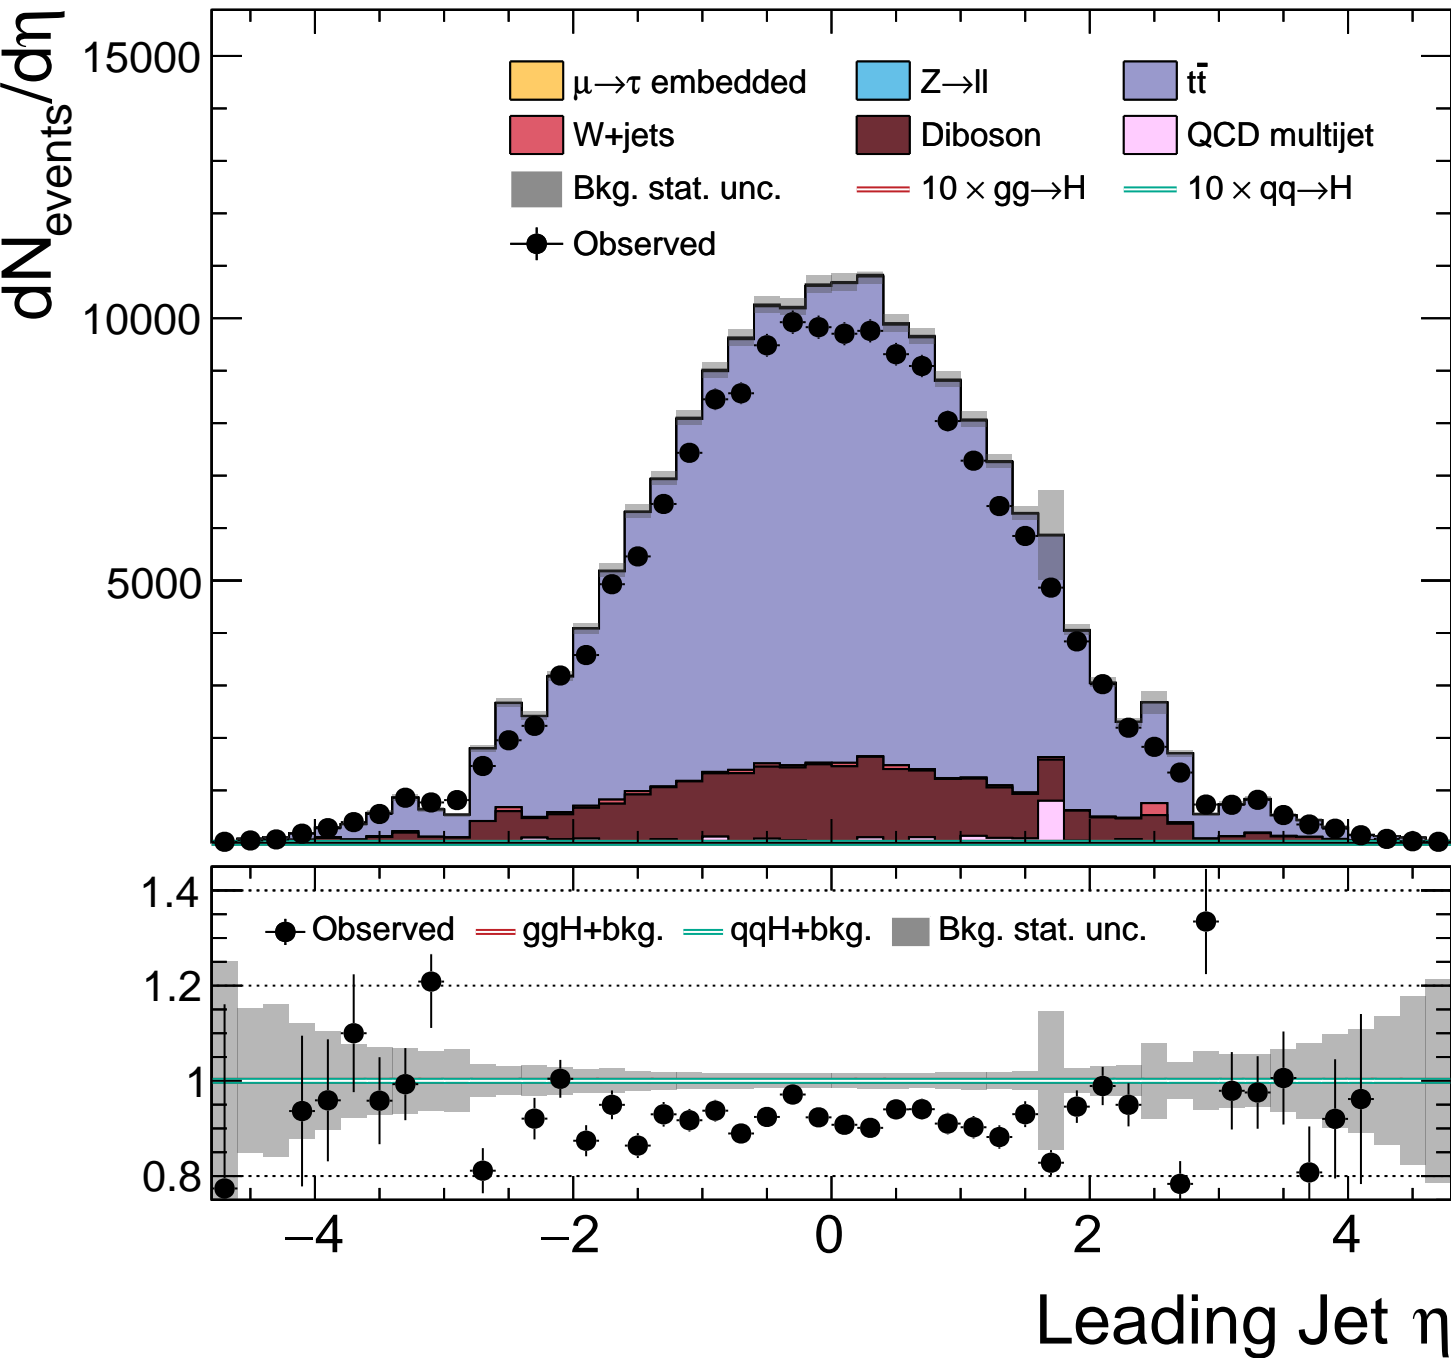 dN_events/dη
15000
10000
5000
μ→τ embedded Z→ll tt̄
W+jets Diboson QCD multijet
Bkg. stat. unc. 10 × gg→H 10 × qq→H
Observed
1.4
1.2
1
0.8
Observed ggH+bkg. qqH+bkg. Bkg. stat. unc.
−4 −2 0 2 4
Leading Jet η